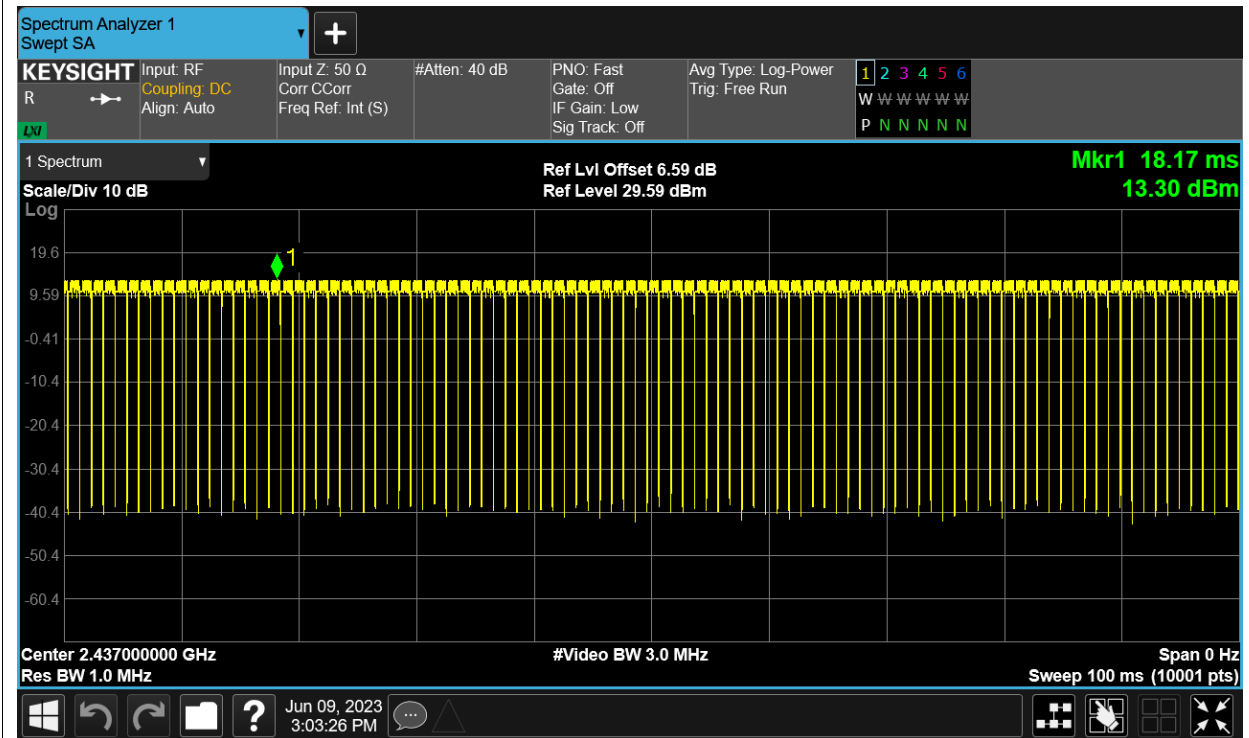 Spectrum Analyzer 1
Swept SA
KEYSIGHT
R
LXI
Input: RF
Coupling: DC
Align: Auto
Input Z: 50 Ω
Corr CCorr
Freq Ref: Int (S)
#Atten: 40 dB
PNO: Fast
Gate: Off
IF Gain: Low
Sig Track: Off
Avg Type: Log-Power
Trig: Free Run
1 2 3 4 5 6
W W W W W W
P N N N N N
1 Spectrum
Scale/Div 10 dB
Log
Ref Lvl Offset 6.59 dB
Ref Level 29.59 dBm
Mkr1 18.17 ms
13.30 dBm
1
19.6
9.59
-0.41
-10.4
-20.4
-30.4
-40.4
-50.4
-60.4
Center 2.437000000 GHz
Res BW 1.0 MHz
#Video BW 3.0 MHz
Span 0 Hz
Sweep 100 ms (10001 pts)
?
Jun 09, 2023
3:03:26 PM